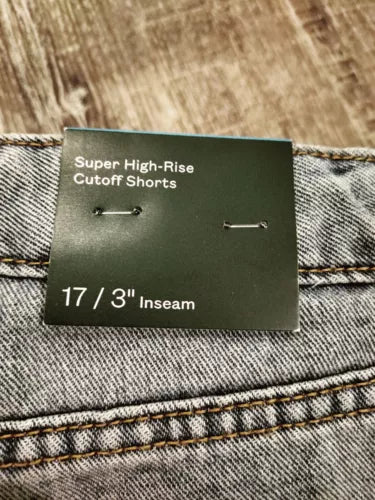 Super High-Rise
Cutoff Shorts
17 / 3" Inseam